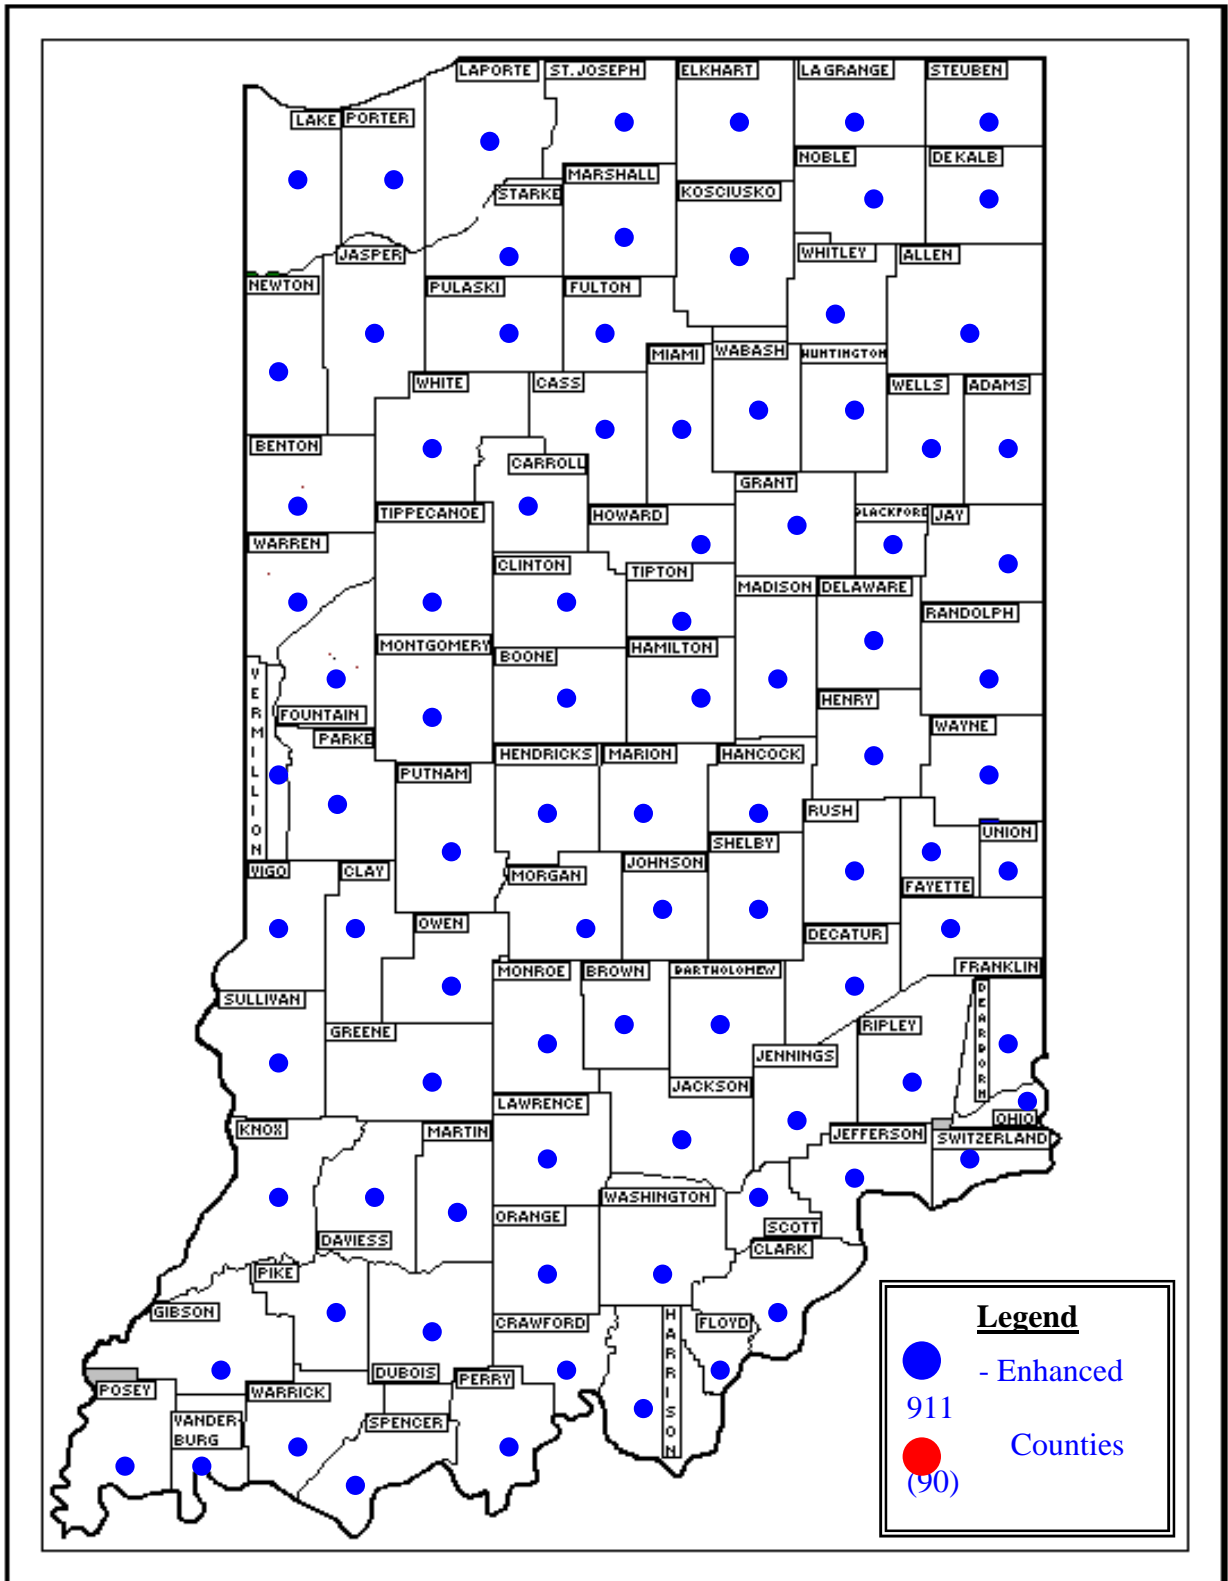 LAPORTE ST.JOSEPH ELKHART LAGRANGE STEUBEN
LAKE PORTER
NOBLE DEKALB
MARSHALL
STARKE KOSCIUSKO
JASPER WHITLEY ALLEN
NEWTON PULASKI FULTON
MIAMI WABASH HUNTINGTON
WHITE CASS WELLS ADAMS
BENTON
CARROLL
GRANT
TIPPECANOE HOWARD BLACKFORD JAY
WARREN
CLINTON TIPTON
MADISON DELAWARE
RANDOLPH
MONTGOMERY BOONE HAMILTON
VERMILLION
FOUNTAIN HENRY
PARKE WAYNE
HENDRICKS MARION HANCOCK
PUTNAM
RUSH
UNION
SHELBY
VIGO CLAY MORGAN JOHNSON
FAYETTE
OWEN DECATUR
MONROE BROWN BARTHOLOMEW FRANKLIN
DEARBORN
SULLIVAN
GREENE RIPLEY
JENNINGS
JACKSON
LAWRENCE
OHIO
KNOX MARTIN JEFFERSON SWITZERLAND
WASHINGTON
ORANGE SCOTT
DAVIESS CLARK
PIKE
GIBSON CRAWFORD FLOYD
HARRISON
DUBOIS PERRY
POSEY WARRICK
VANDER
BURG
SPENCER
Legend
- Enhanced
911
Counties
(90)